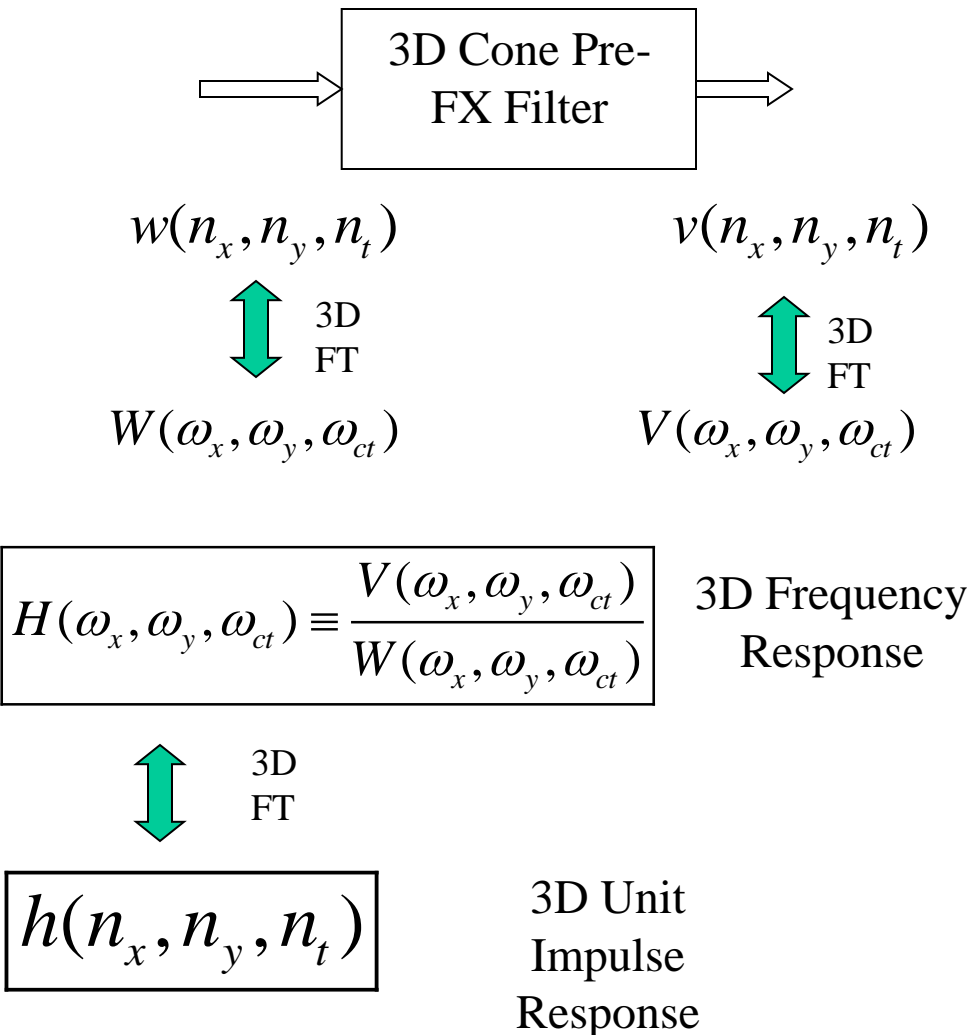 3D Cone Pre-
FX Filter
w(n_x, n_y, n_t)
v(n_x, n_y, n_t)
3D
FT
3D
FT
W(ω_x, ω_y, ω_ct)
V(ω_x, ω_y, ω_ct)
H(ω_x, ω_y, ω_ct) ≡ V(ω_x, ω_y, ω_ct) / W(ω_x, ω_y, ω_ct)
3D Frequency
Response
3D
FT
h(n_x, n_y, n_t)
3D Unit
Impulse
Response